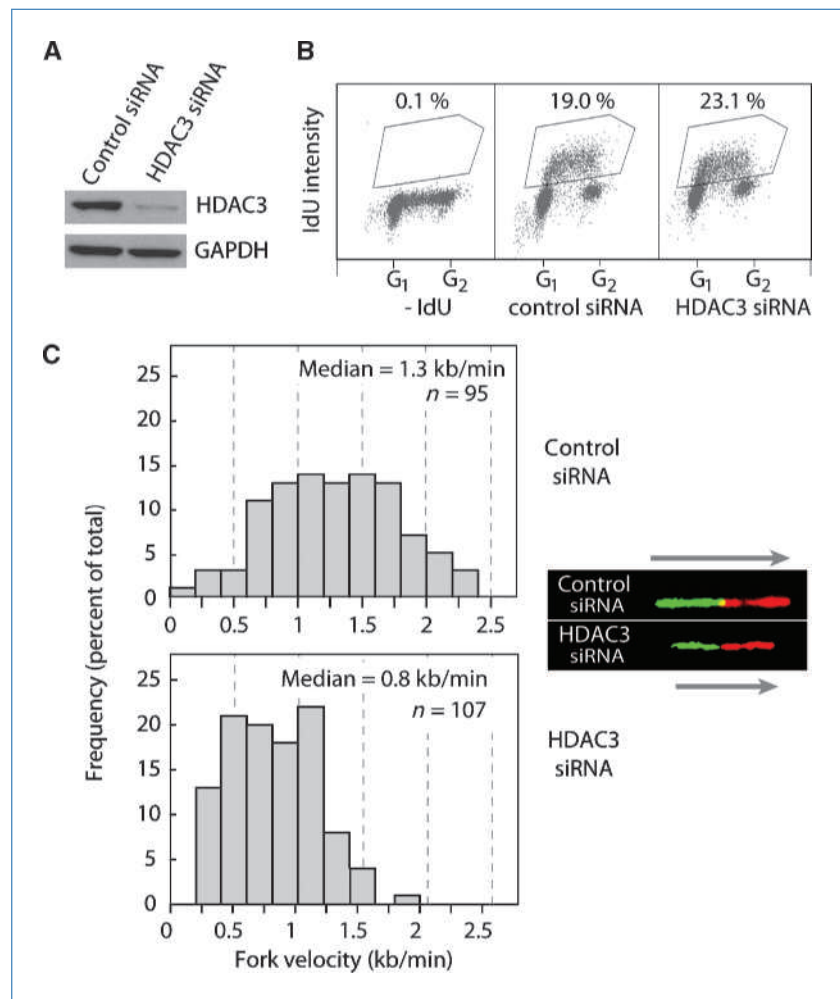 A
Control siRNA
HDAC3 siRNA
HDAC3
GAPDH
B
IdU intensity
0.1 %
19.0 %
23.1 %
G1 G2
G1 G2
G1 G2
- IdU
control siRNA
HDAC3 siRNA
C
Frequency (percent of total)
Median = 1.3 kb/min
n = 95
25
20
15
10
5
0
0 0.5 1 1.5 2 2.5
Control
siRNA
Control
siRNA
HDAC3
siRNA
HDAC3
siRNA
Median = 0.8 kb/min
n = 107
25
20
15
10
5
0
0 0.5 1 1.5 2 2.5
Fork velocity (kb/min)